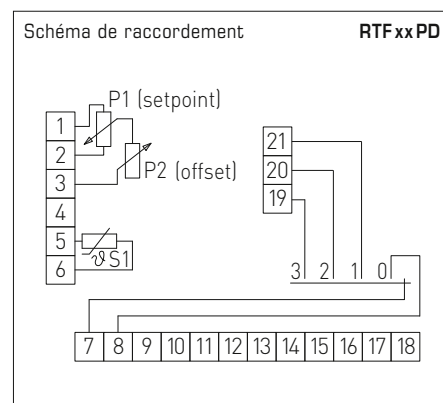 Schéma de raccordement RTF xx PD
P1 (setpoint)
1
2
3
4
5
6
P2 (offset)
ϑ S1
21
20
19
3 2 1 0
7 8 9 10 11 12 13 14 15 16 17 18